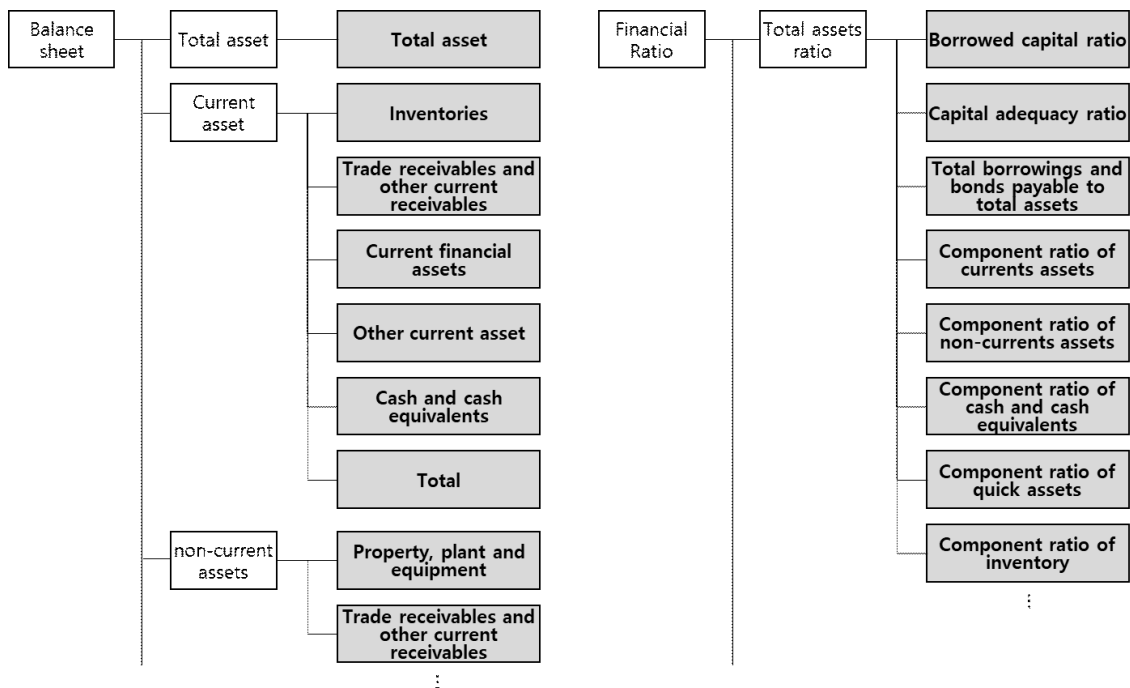 Balance
sheet
Total asset
Total asset
Current
asset
Inventories
Trade receivables and
other current
receivables
Current financial
assets
Other current asset
Cash and cash
equivalents
Total
non-current
assets
Property, plant and
equipment
Trade receivables and
other current
receivables
⋮
Financial
Ratio
Total assets
ratio
Borrowed capital ratio
Capital adequacy ratio
Total borrowings and
bonds payable to
total assets
Component ratio of
currents assets
Component ratio of
non-currents assets
Component ratio of
cash and cash
equivalents
Component ratio of
quick assets
Component ratio of
inventory
⋮